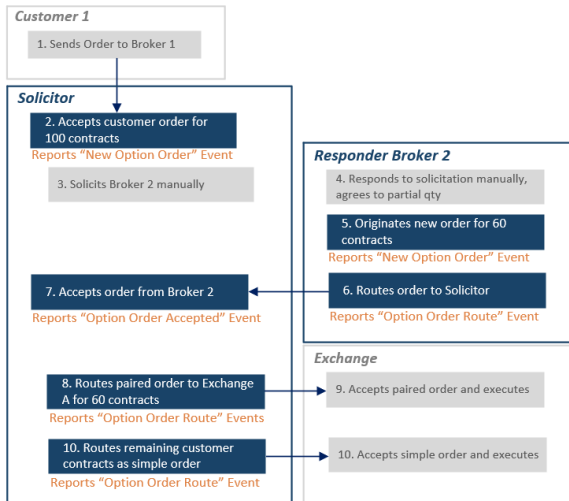 Customer 1
1. Sends Order to Broker 1
Solicitor
2. Accepts customer order for
100 contracts
Reports “New Option Order” Event
3. Solicits Broker 2 manually
Responder Broker 2
4. Responds to solicitation manually,
agrees to partial qty
5. Originates new order for 60
contracts
Reports “New Option Order” Event
6. Routes order to Solicitor
Reports “Option Order Route” Event
7. Accepts order from Broker 2
Reports “Option Order Accepted” Event
Exchange
8. Routes paired order to Exchange
A for 60 contracts
Reports “Option Order Route” Events
9. Accepts paired order and executes
10. Routes remaining customer
contracts as simple order
Reports “Option Order Route” Event
10. Accepts simple order and executes